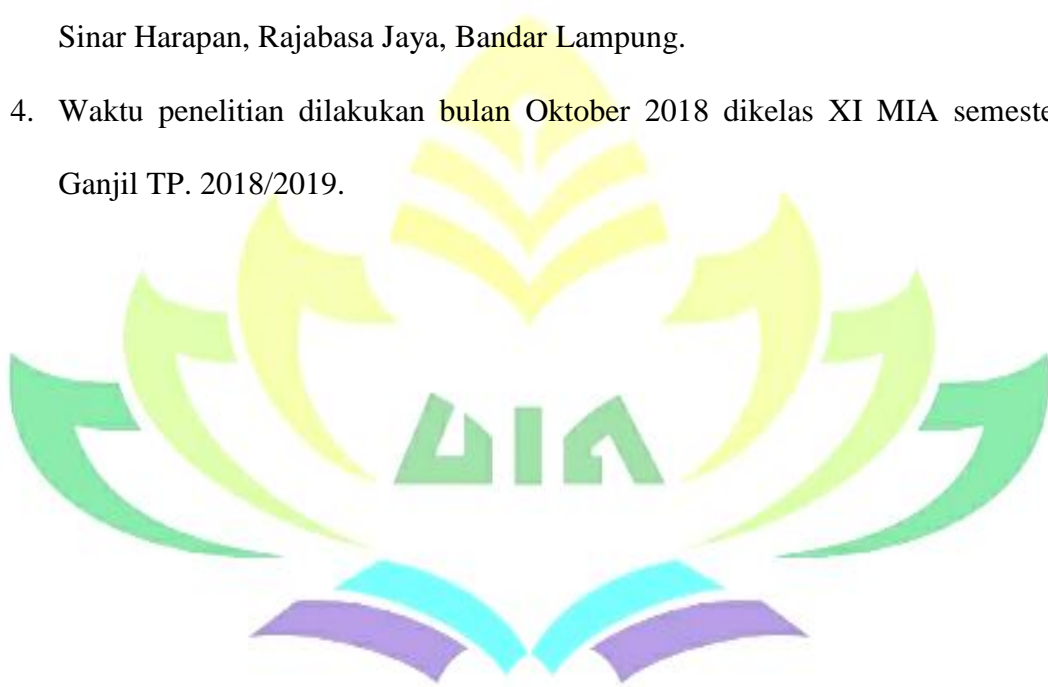 Sinar Harapan, Rajabasa Jaya, Bandar Lampung.
4. Waktu penelitian dilakukan bulan Oktober 2018 dikelas XI MIA semeste
Ganjil TP. 2018/2019.
UIN